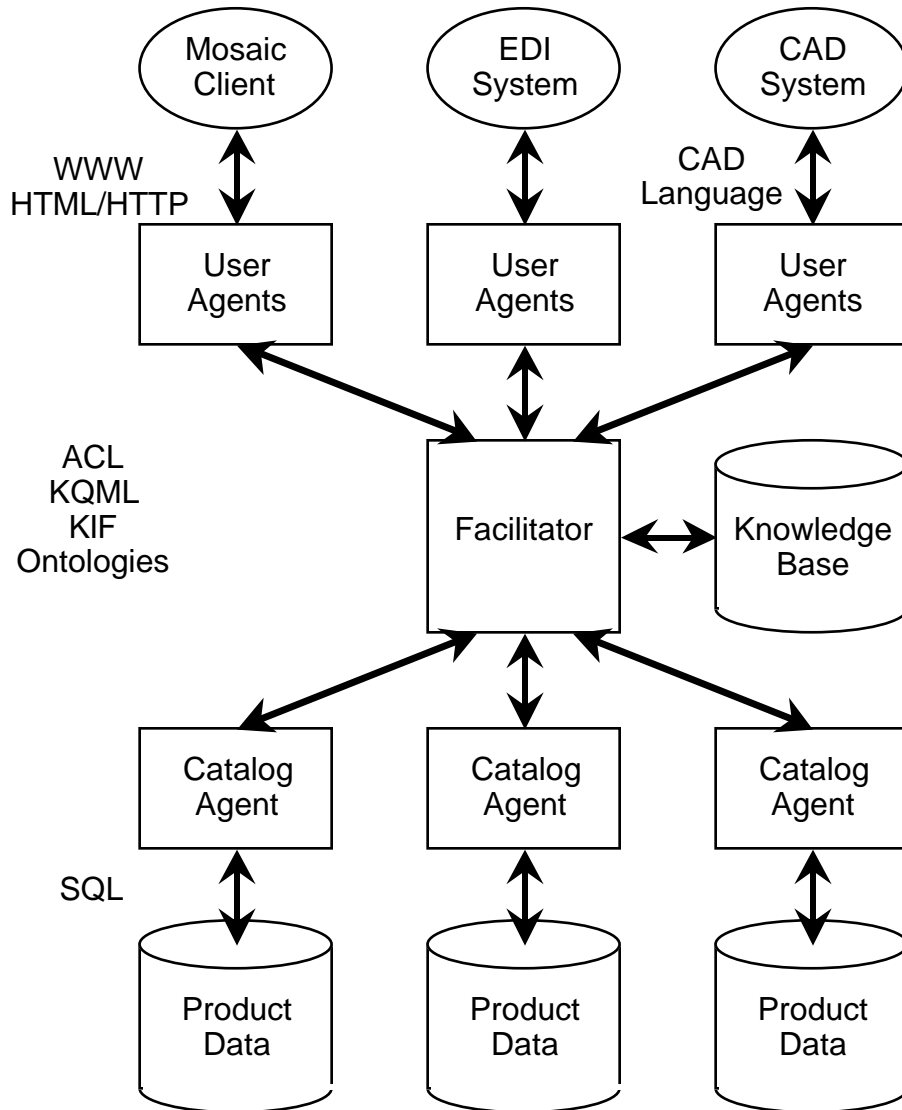 Mosaic
Client
EDI
System
CAD
System
WWW
HTML/HTTP
CAD
Language
User
Agents
User
Agents
User
Agents
ACL
KQML
KIF
Ontologies
Facilitator
Knowledge
Base
Catalog
Agent
Catalog
Agent
Catalog
Agent
SQL
Product
Data
Product
Data
Product
Data